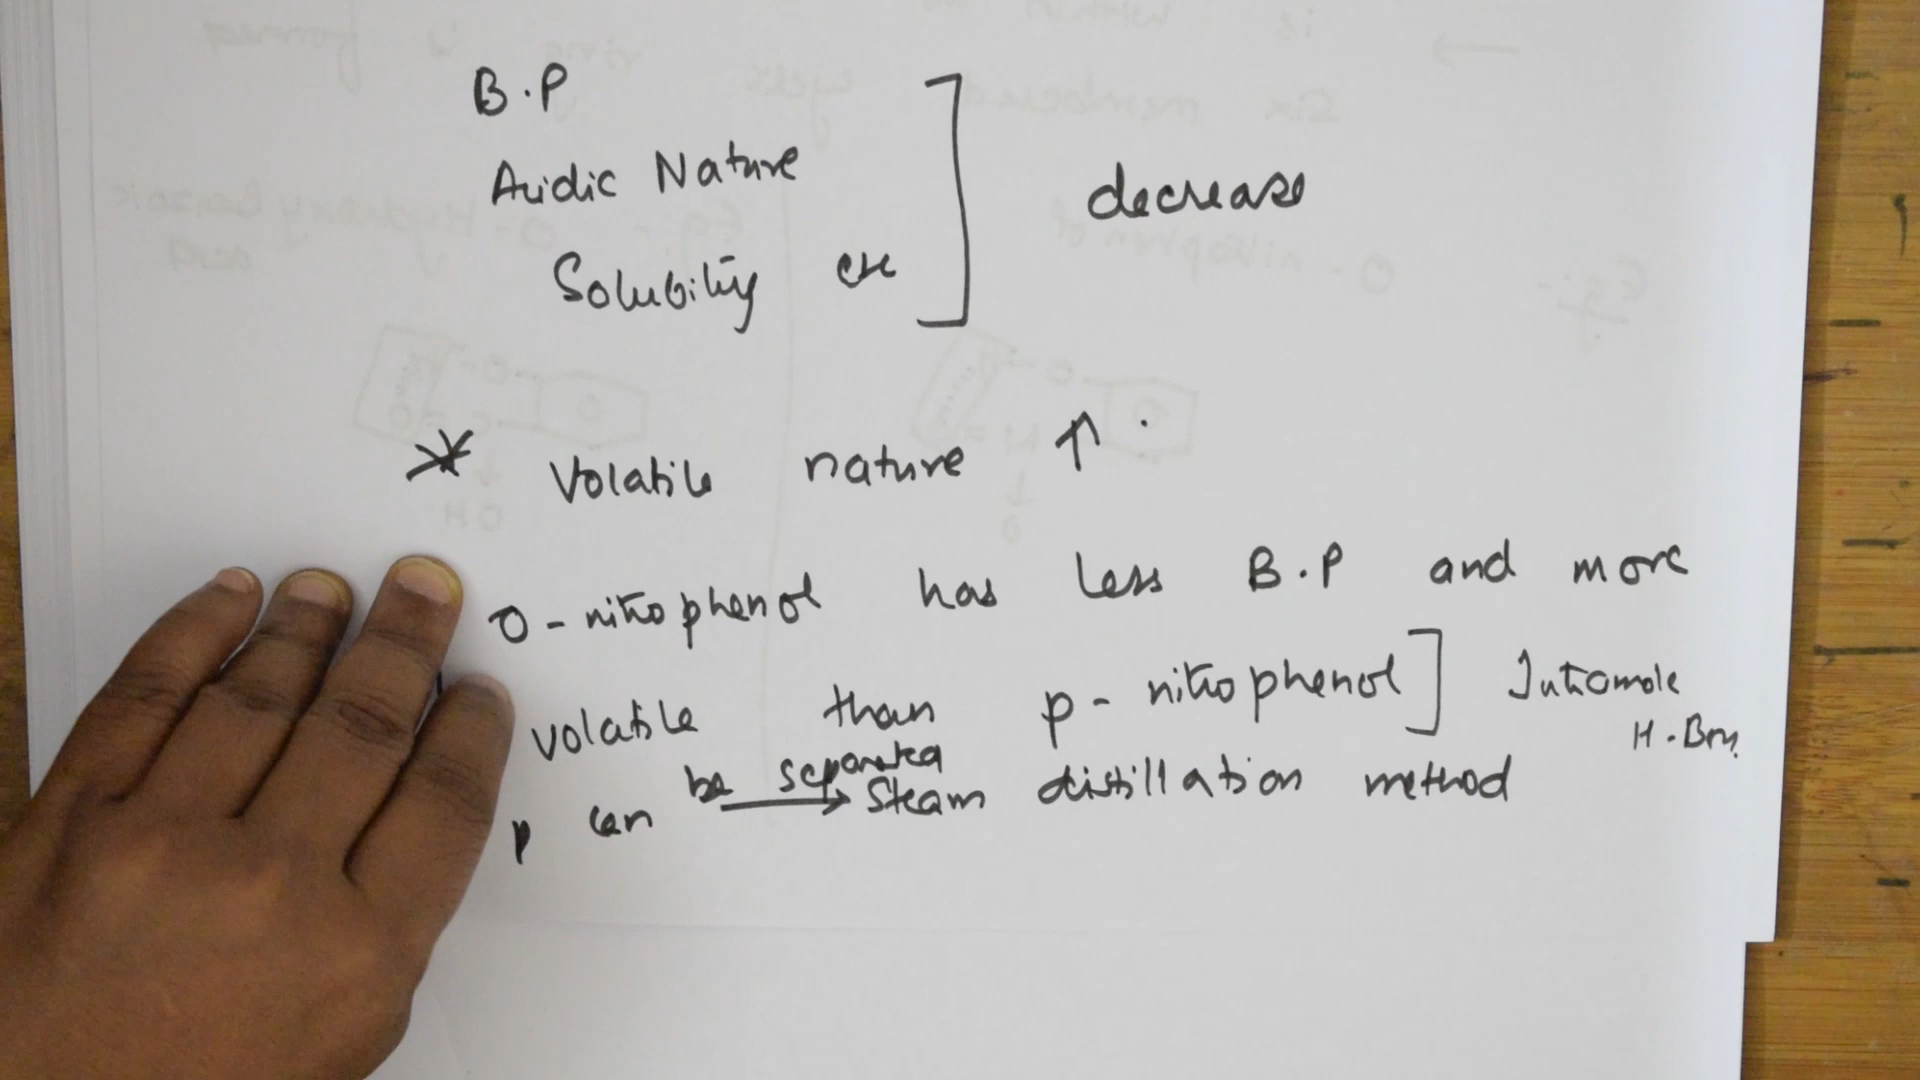 B.P
Acidic Nature
Solubility etc
] decrease
* Volatile nature ↑.
O-nitrophenol has less B.P and more
volatile than p-nitrophenol] Intramole
H.Bon.
can be separated
→ Steam distillation method